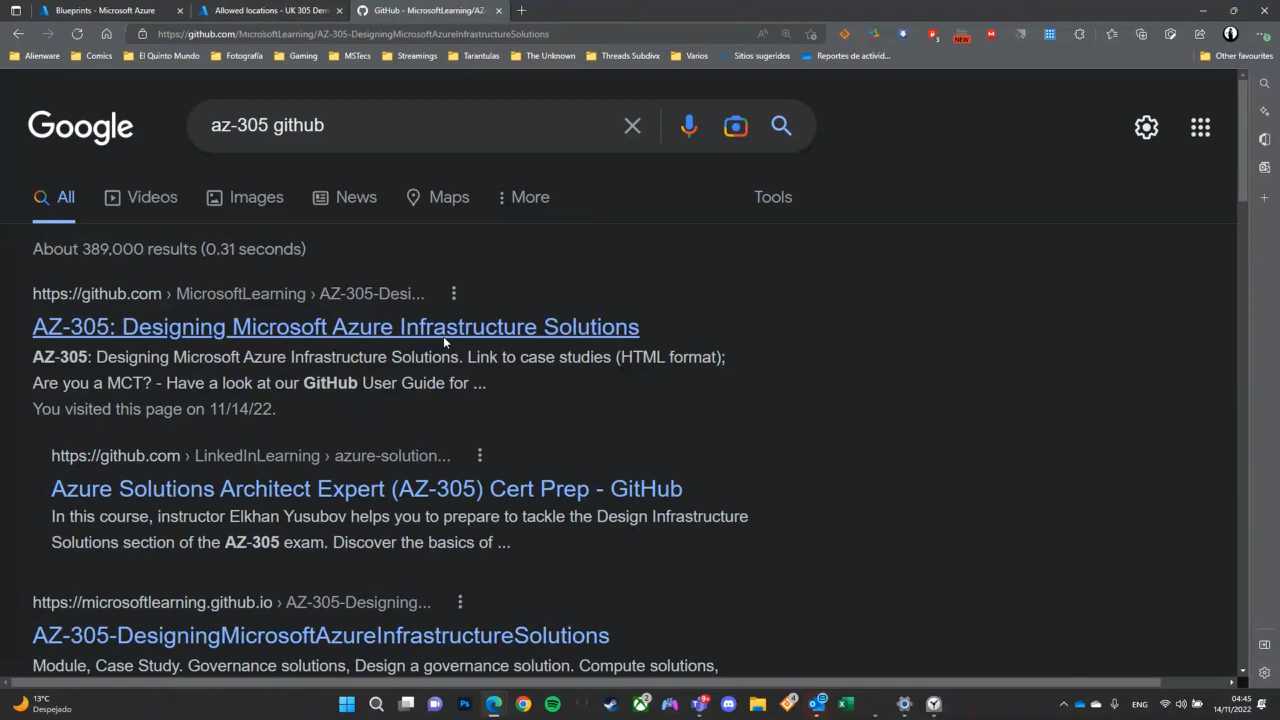 Blueprints - Microsoft Azure
Allowed locations - UK 305 Dem
GitHub - MicrosoftLearning/AZ-
https://github.com/MicrosoftLearning/AZ-305-DesigningMicrosoftAzureInfrastructureSolutions
3
NEW
Alienware
Comics
El Quinto Mundo
Fotografía
Gaming
MSTecs
Streamings
Tarantulas
The Unknown
Threads Subdivx
Varios
Sitios sugeridos
Reportes de activid...
Other favourites
Google
az-305 github
All
Videos
Images
News
Maps
More
Tools
About 389,000 results (0.31 seconds)
https://github.com › MicrosoftLearning › AZ-305-Desi...
AZ-305: Designing Microsoft Azure Infrastructure Solutions
AZ-305: Designing Microsoft Azure Infrastructure Solutions. Link to case studies (HTML format);
Are you a MCT? - Have a look at our GitHub User Guide for ...
You visited this page on 11/14/22.
https://github.com › LinkedInLearning › azure-solution...
Azure Solutions Architect Expert (AZ-305) Cert Prep - GitHub
In this course, instructor Elkhan Yusubov helps you to prepare to tackle the Design Infrastructure
Solutions section of the AZ-305 exam. Discover the basics of ...
https://microsoftlearning.github.io › AZ-305-Designing...
AZ-305-DesigningMicrosoftAzureInfrastructureSolutions
Module, Case Study. Governance solutions, Design a governance solution. Compute solutions,
13°C
Despejado
Ps
2
9+
4
ENG
04:45
14/11/2022